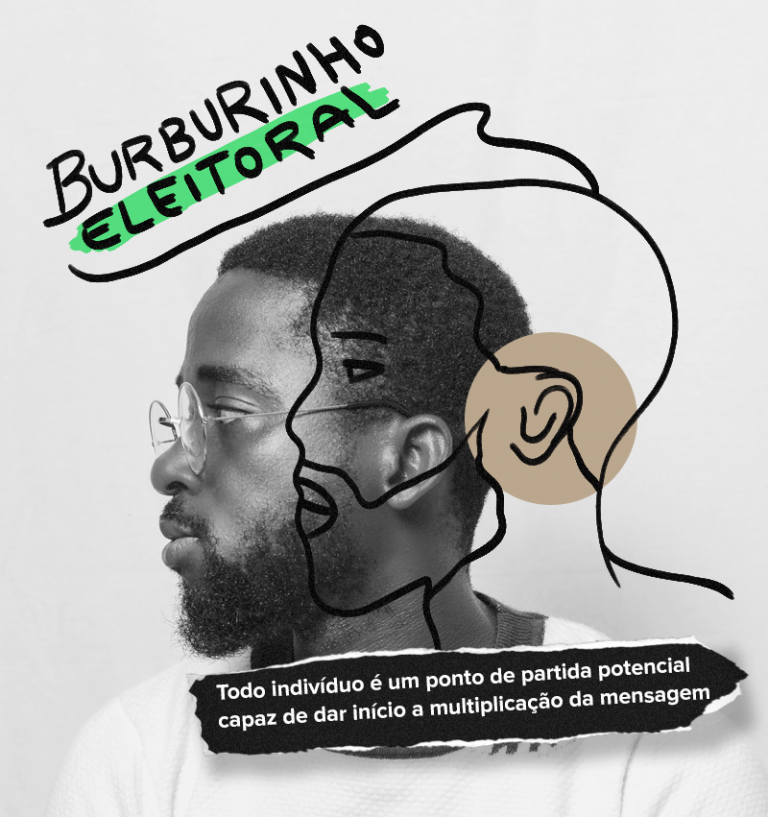 BURBURINHO
ELEITORAL
Todo indivíduo é um ponto de partida potencial
capaz de dar início a multiplicação da mensagem